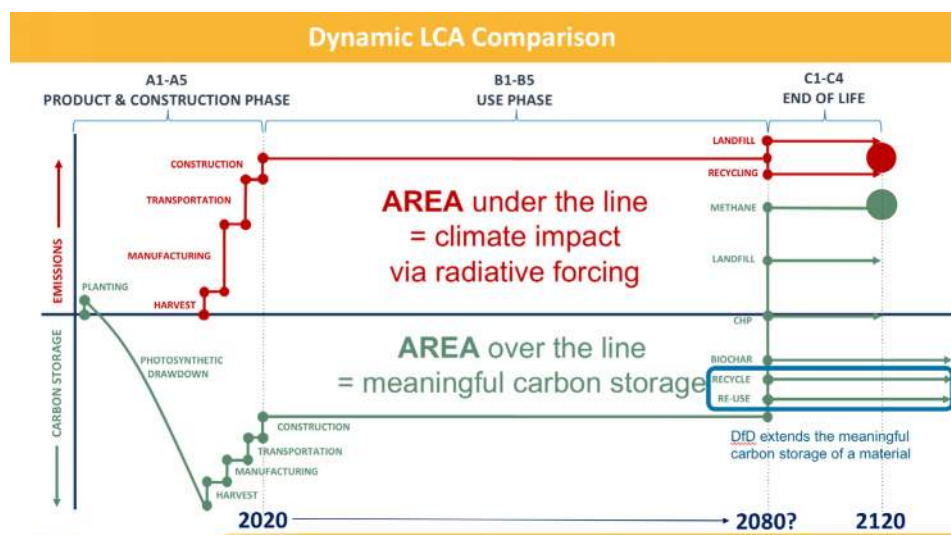 Dynamic LCA Comparison
A1-A5
PRODUCT & CONSTRUCTION PHASE
B1-B5
USE PHASE
C1-C4
END OF LIFE
EMISSIONS
CARBON STORAGE
PLANTING
PHOTOSYNTHETIC
DRAWDOWN
HARVEST
MANUFACTURING
TRANSPORTATION
CONSTRUCTION
AREA under the line
= climate impact
via radiative forcing
LANDFILL
RECYCLING
METHANE
LANDFILL
CHP
AREA over the line
= meaningful carbon storage
BIOCHAR
RECYCLE
RE-USE
CONSTRUCTION
TRANSPORTATION
MANUFACTURING
HARVEST
DfD extends the meaningful
carbon storage of a material
2020
2080?
2120